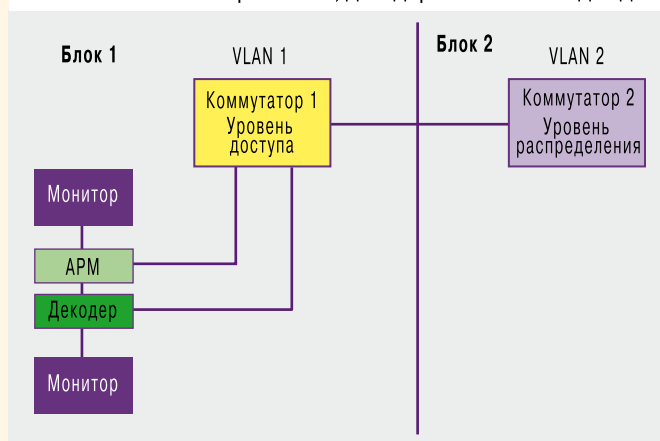 Блок 1
VLAN 1
Блок 2
VLAN 2
Коммутатор 1
Уровень
доступа
Коммутатор 2
Уровень
распределения
Монитор
АРМ
Декодер
Монитор